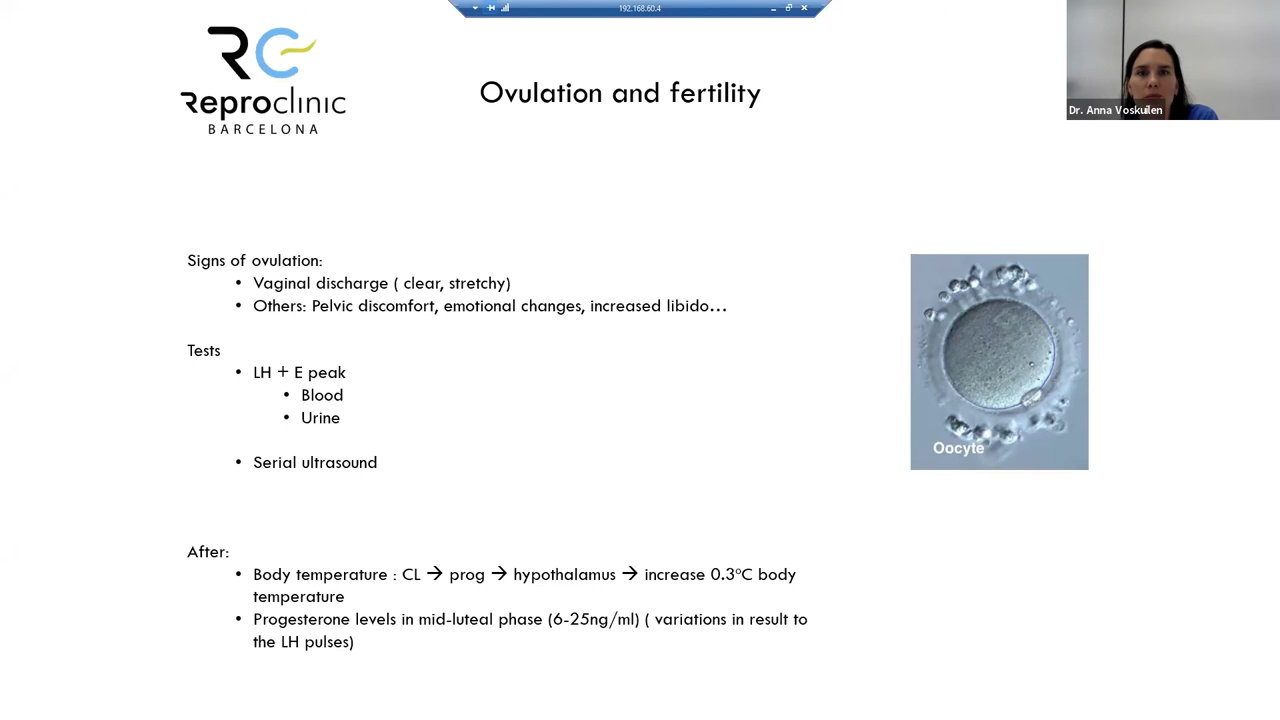 192.168.60.4
RC
Reproclinic
BARCELONA
Ovulation and fertility
Dr. Anna Voskuilen
Signs of ovulation:
• Vaginal discharge ( clear, stretchy)
• Others: Pelvic discomfort, emotional changes, increased libido…
Tests
• LH + E peak
• Blood
• Urine
• Serial ultrasound
Oocyte
After:
• Body temperature : CL → prog → hypothalamus → increase 0.3ºC body
temperature
• Progesterone levels in mid-luteal phase (6-25ng/ml) ( variations in result to
the LH pulses)